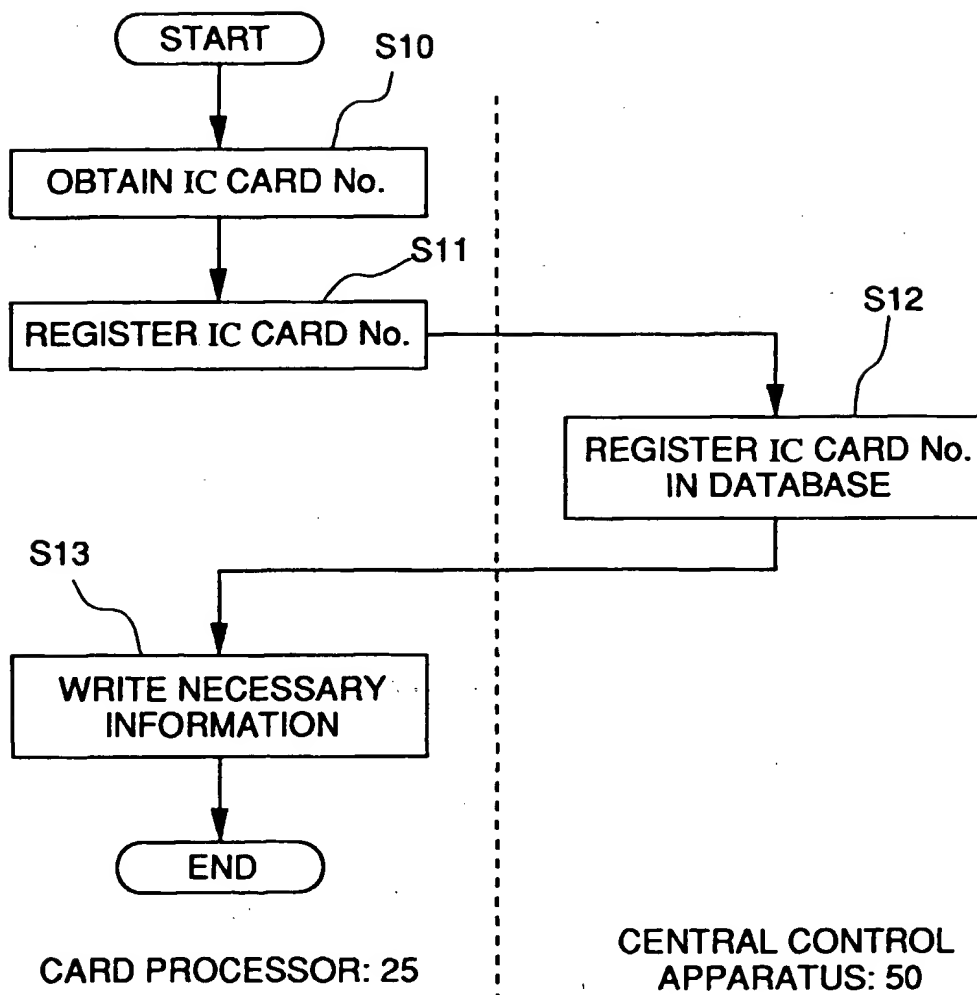 START
S10
OBTAIN IC CARD No.
S11
REGISTER IC CARD No.
S12
REGISTER IC CARD No.
IN DATABASE
S13
WRITE NECESSARY
INFORMATION
END
CARD PROCESSOR: 25
CENTRAL CONTROL
APPARATUS: 50